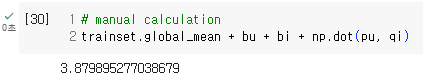 [30]
1 # manual calculation
0초
2 trainset.global_mean + bu + bi + np.dot(pu, qi)
3.879895277038679